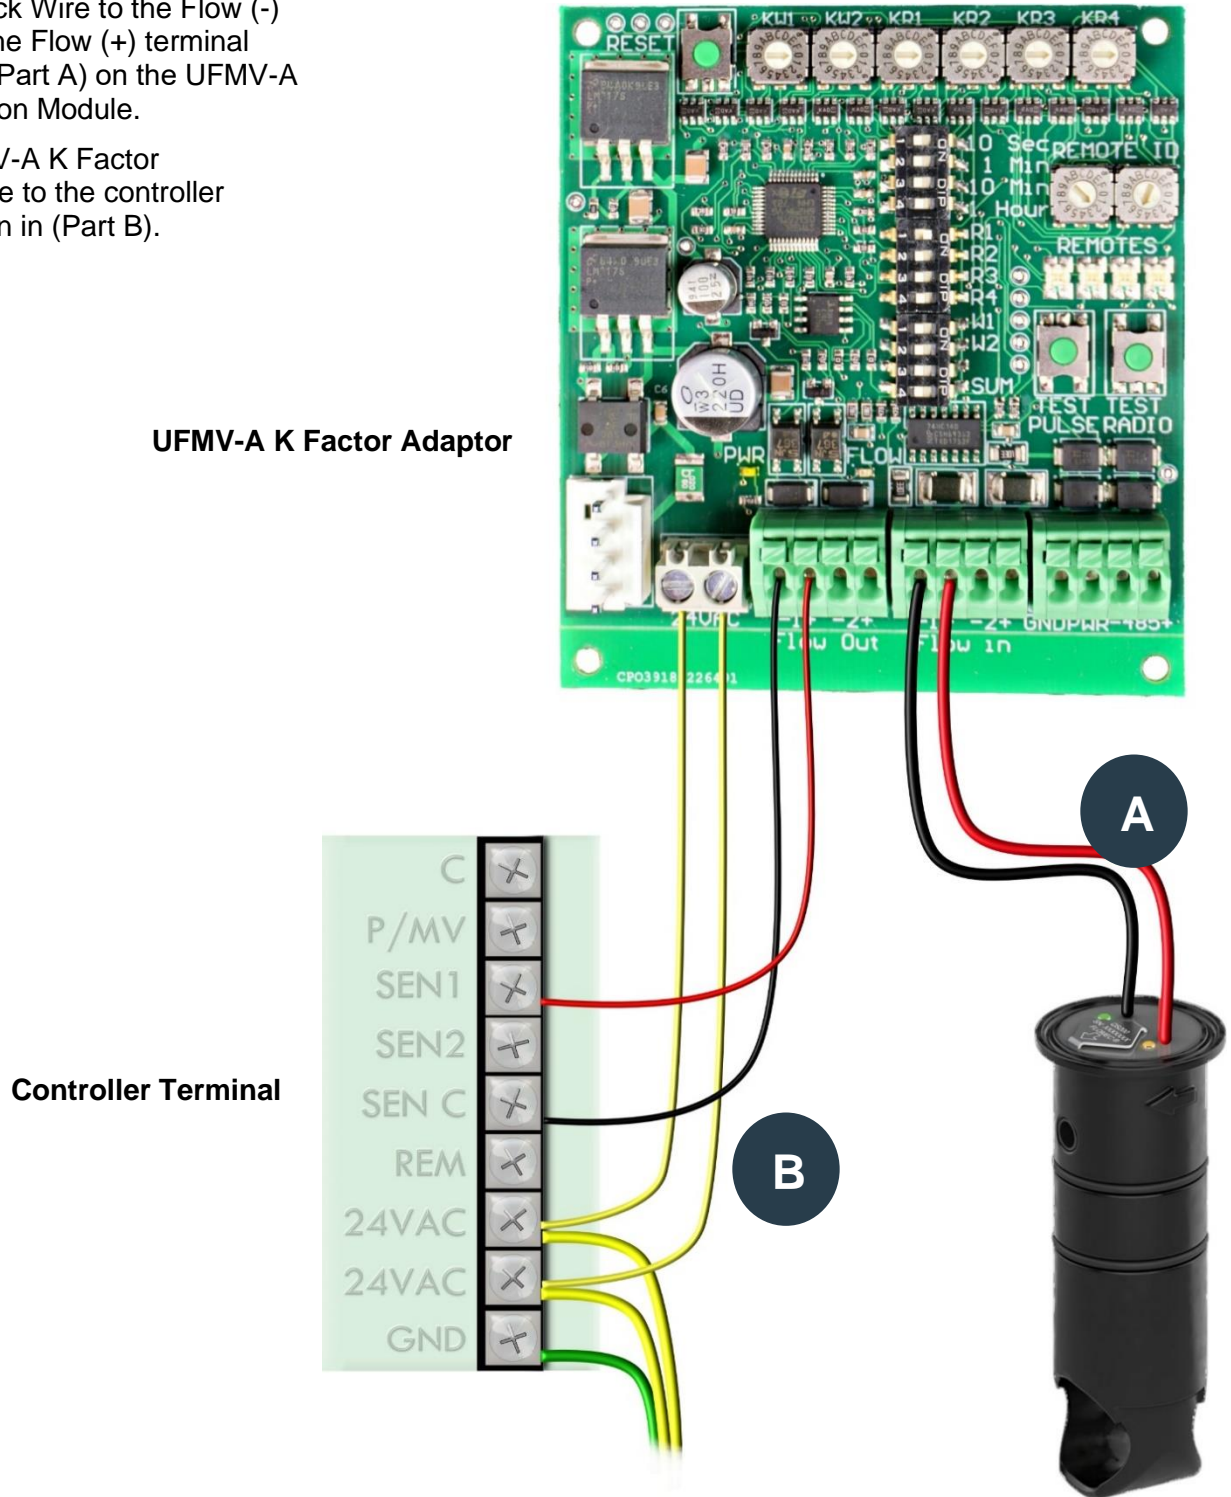 ck Wire to the Flow (-)
he Flow (+) terminal
(Part A) on the UFMV-A
on Module.
V-A K Factor
e to the controller
n in (Part B).
RESET
KW1 KW2 KR1 KR2 KR3 KR4
10 Sec
1 Min
10 Min
1 Hour
REMOTE ID
R1
R2
R3
R4
REMOTES
W1
W2
SUM
TEST TEST
PULSE RADIO
UFMV-A K Factor Adaptor
PWR
FLOW
24VAC
-1+ -2+
Flow Out
-2+
Flow in
GND PWR -485+
A
C
P/MV
SEN1
SEN2
Controller Terminal
SEN C
REM
B
24VAC
24VAC
GND